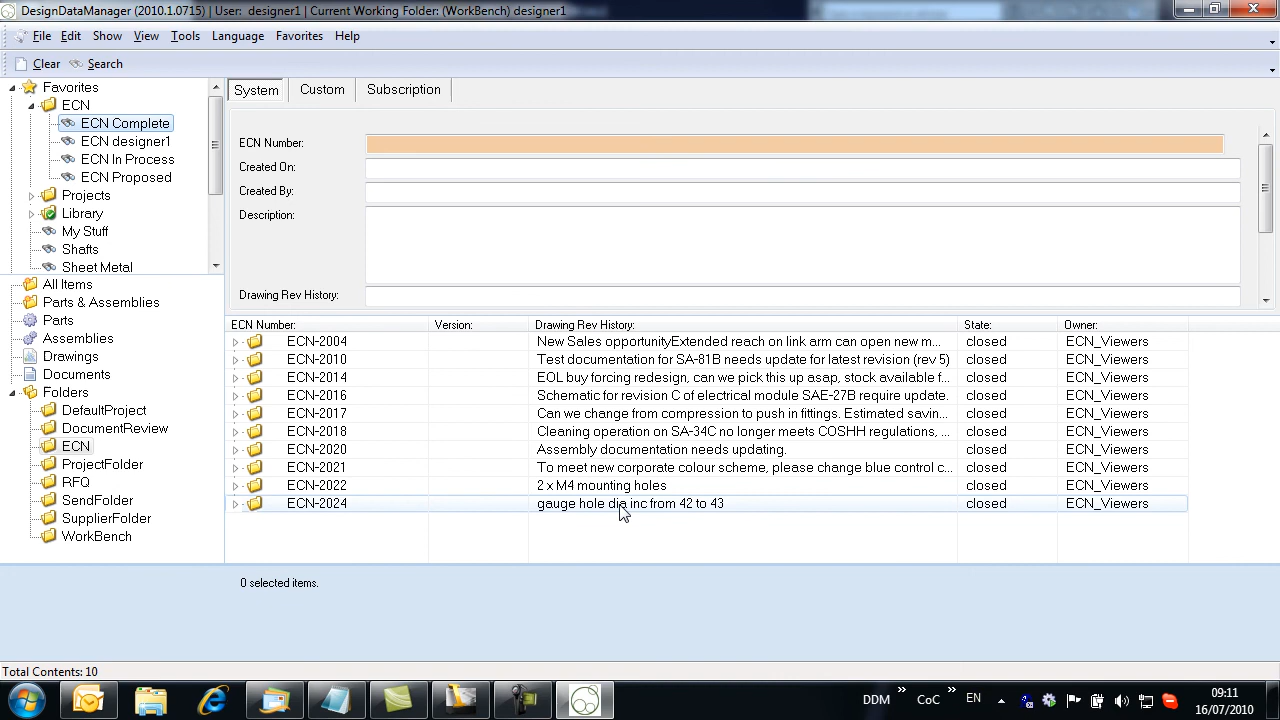 DesignDataManager (2010.1.0715) | User:  designer1 | Current Working Folder: (WorkBench) designer1
File Edit Show View Tools Language Favorites Help
Clear Search
Favorites
ECN
ECN Complete
ECN designer1
ECN In Process
ECN Proposed
Projects
Library
My Stuff
Shafts
Sheet Metal
All Items
Parts & Assemblies
Parts
Assemblies
Drawings
Documents
Folders
DefaultProject
DocumentReview
ECN
ProjectFolder
RFQ
SendFolder
SupplierFolder
WorkBench
System Custom Subscription
ECN Number:
Created On:
Created By:
Description:
Drawing Rev History:
ECN Number: Version: Drawing Rev History: State: Owner:
ECN-2004 New Sales opportunityExtended reach on link arm can open new m... closed ECN_Viewers
ECN-2010 Test documentation for SA-81B needs update for latest revision (rev 5) closed ECN_Viewers
ECN-2014 EOL buy forcing redesign, can we pick this up asap, stock available f... closed ECN_Viewers
ECN-2016 Schematic for revision C of electrical module SAE-27B require update. closed ECN_Viewers
ECN-2017 Can we change from compression to push in fittings. Estimated savin... closed ECN_Viewers
ECN-2018 Cleaning operation on SA-34C no longer meets COSHH regulations.... closed ECN_Viewers
ECN-2020 Assembly documentation needs updating. closed ECN_Viewers
ECN-2021 To meet new corporate colour scheme, please change blue control c... closed ECN_Viewers
ECN-2022 2 x M4 mounting holes closed ECN_Viewers
ECN-2024 gauge hole dia inc from 42 to 43 closed ECN_Viewers
0 selected items.
Total Contents: 10
DDM » CoC » EN 09:11
16/07/2010